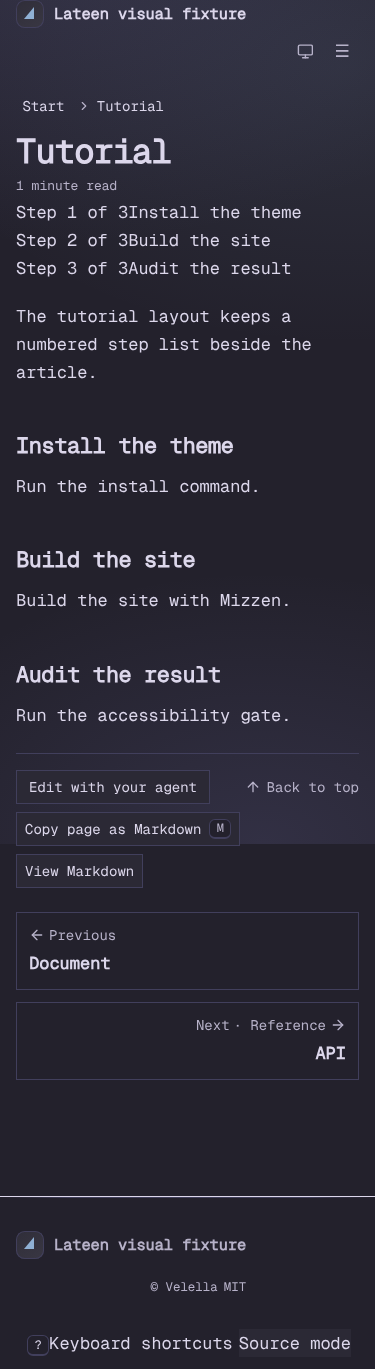 Lateen visual fixture
Start > Tutorial
Tutorial
1 minute read
Step 1 of 3Install the theme
Step 2 of 3Build the site
Step 3 of 3Audit the result
The tutorial layout keeps a
numbered step list beside the
article.
Install the theme
Run the install command.
Build the site
Build the site with Mizzen.
Audit the result
Run the accessibility gate.
Edit with your agent
↑ Back to top
Copy page as Markdown M
View Markdown
← Previous
Document
Next · Reference →
API
Lateen visual fixture
© Velella MIT
? Keyboard shortcuts Source mode